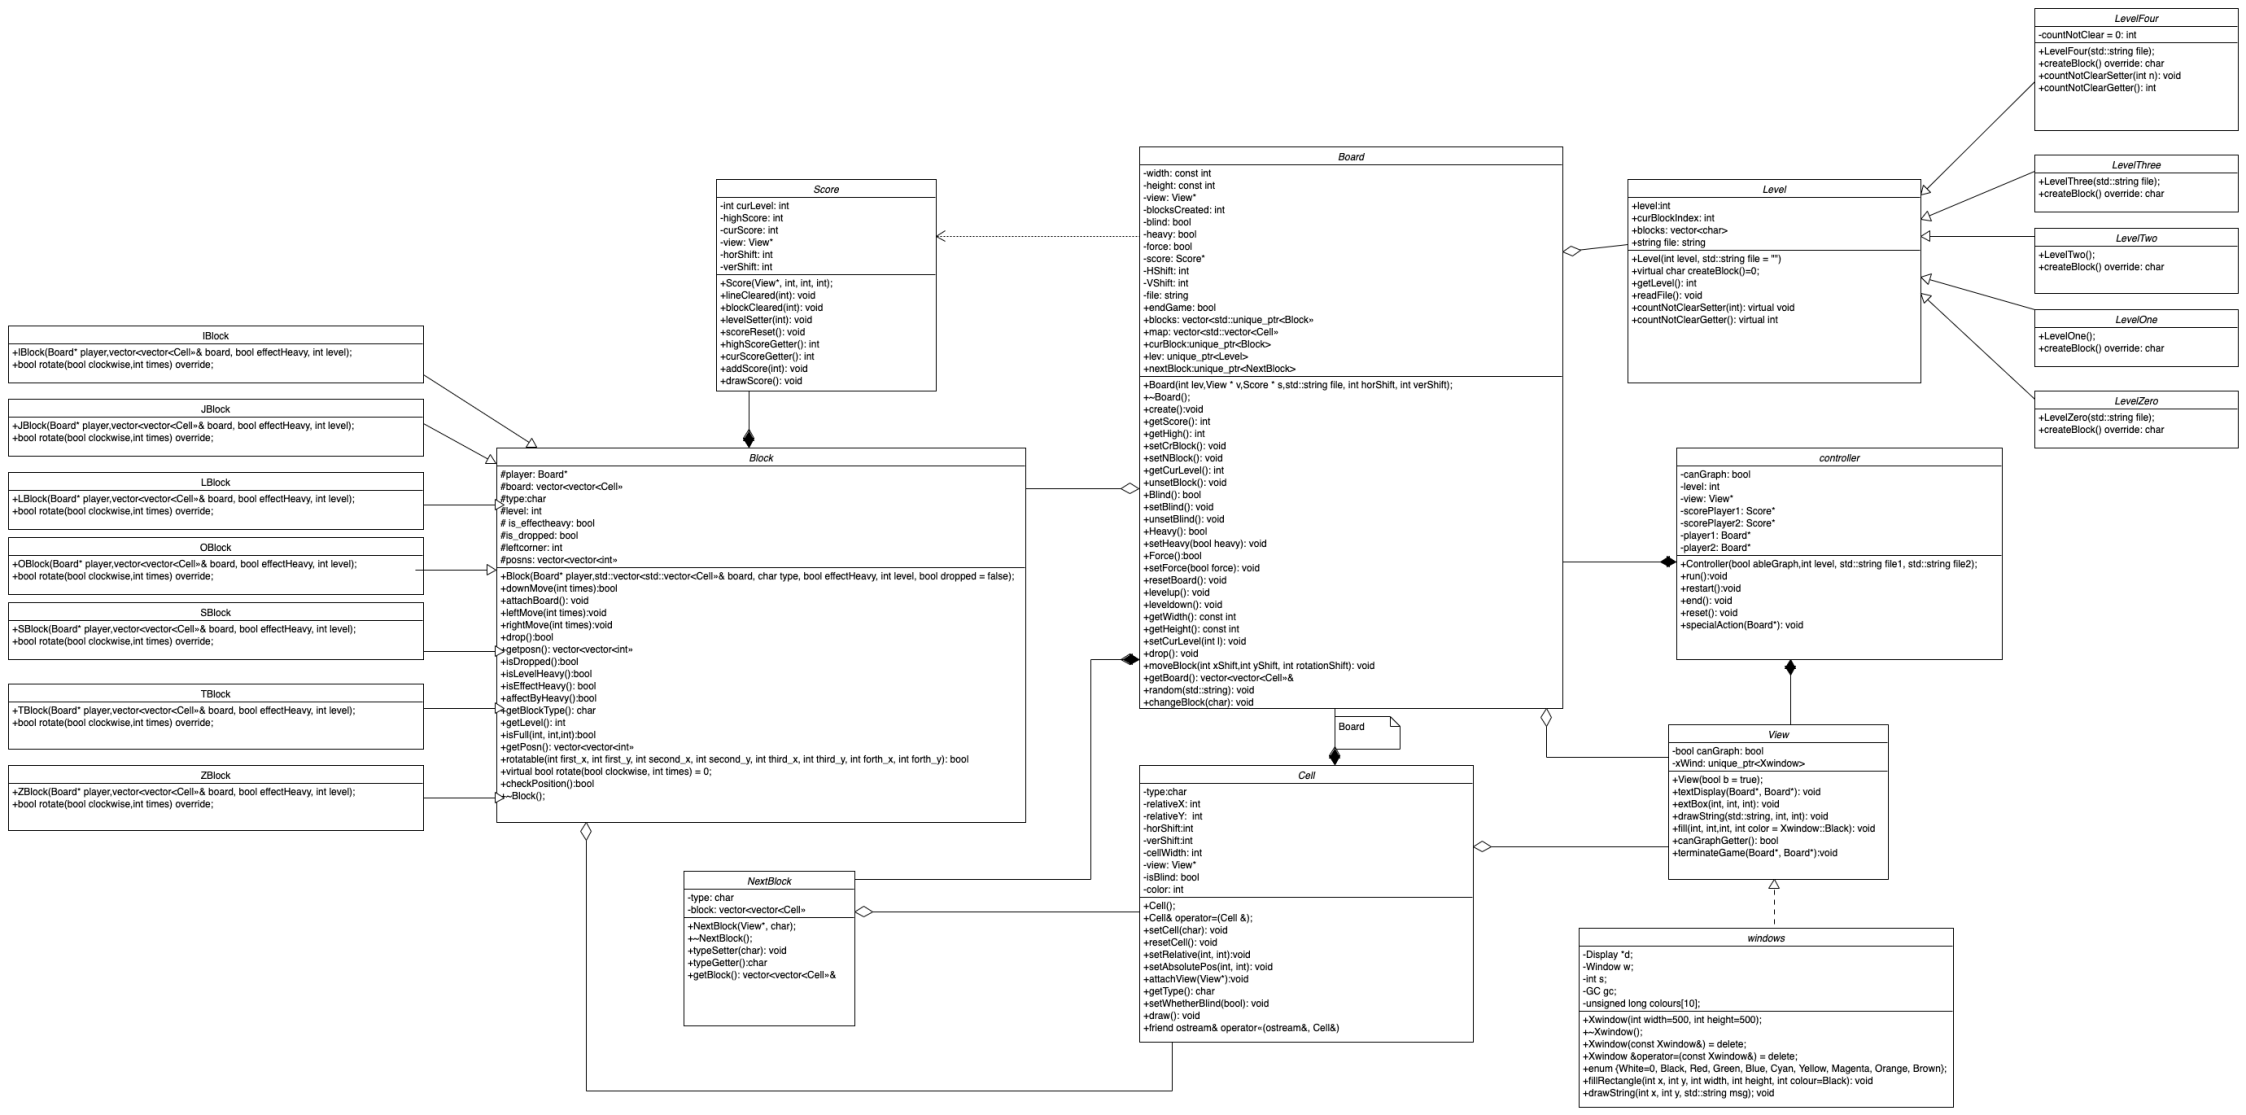 LevelFour
-countNotClear = 0: int
+LevelFour(std::string file);
+createBlock() override: char
+countNotClearSetter(int n): void
+countNotClearGetter(): int
LevelThree
+LevelThree(std::string file);
+createBlock() override: char
LevelTwo
+LevelTwo();
+createBlock() override: char
LevelOne
+LevelOne();
+createBlock() override: char
LevelZero
+LevelZero(std::string file);
+createBlock() override: char
Level
+level:int
+curBlockIndex: int
+blocks: vector<char>
+string file: string
+Level(int level, std::string file = "")
+virtual char createBlock()=0;
+getLevel(): int
+readFile(): void
+countNotClearSetter(int): virtual void
+countNotClearGetter(): virtual int
Board
-width: const int
-height: const int
-view: View*
-blocksCreated: int
-blind: bool
-heavy: bool
-force: bool
-score: Score*
-HShift: int
-VShift: int
-file: string
+endGame: bool
+blocks: vector<std::unique_ptr<Block»
+map: vector<std::vector<Cell»
+curBlock:unique_ptr<Block>
+lev: unique_ptr<Level>
+nextBlock:unique_ptr<NextBlock>
+Board(int lev,View * v,Score * s,std::string file, int horShift, int verShift);
+~Board();
+create():void
+getScore(): int
+getHigh(): int
+setCrBlock(): void
+setNBlock(): void
+getCurLevel(): int
+unsetBlock(): void
+Blind(): bool
+setBlind(): void
+unsetBlind(): void
+Heavy(): bool
+setHeavy(bool heavy): void
+Force():bool
+setForce(bool force): void
+resetBoard(): void
+levelup(): void
+leveldown(): void
+getWidth(): const int
+getHeight(): const int
+setCurLevel(int l): void
+drop(): void
+moveBlock(int xShift,int yShift, int rotationShift): void
+getBoard(): vector<vector<Cell»&
+random(std::string): void
+changeBlock(char): void
Score
-int curLevel: int
-highScore: int
-curScore: int
-view: View*
-horShift: int
-verShift: int
+Score(View*, int, int, int);
+lineCleared(int): void
+blockCleared(int): void
+levelSetter(int): void
+scoreReset(): void
+highScoreGetter(): int
+curScoreGetter(): int
+addScore(int): void
+drawScore(): void
IBlock
+IBlock(Board* player,vector<vector<Cell»& board, bool effectHeavy, int level);
+bool rotate(bool clockwise,int times) override;
JBlock
+JBlock(Board* player,vector<vector<Cell»& board, bool effectHeavy, int level);
+bool rotate(bool clockwise,int times) override;
LBlock
+LBlock(Board* player,vector<vector<Cell»& board, bool effectHeavy, int level);
+bool rotate(bool clockwise,int times) override;
OBlock
+OBlock(Board* player,vector<vector<Cell»& board, bool effectHeavy, int level);
+bool rotate(bool clockwise,int times) override;
SBlock
+SBlock(Board* player,vector<vector<Cell»& board, bool effectHeavy, int level);
+bool rotate(bool clockwise,int times) override;
TBlock
+TBlock(Board* player,vector<vector<Cell»& board, bool effectHeavy, int level);
+bool rotate(bool clockwise,int times) override;
ZBlock
+ZBlock(Board* player,vector<vector<Cell»& board, bool effectHeavy, int level);
+bool rotate(bool clockwise,int times) override;
Block
#player: Board*
#board: vector<vector<Cell»
#type:char
#level: int
# is_effectheavy: bool
#is_dropped: bool
#leftcorner: int
#posns: vector<vector<int»
+Block(Board* player,std::vector<std::vector<Cell»& board, char type, bool effectHeavy, int level, bool dropped = false);
+downMove(int times):bool
+attachBoard(): void
+leftMove(int times):void
+rightMove(int times):void
+drop():bool
+getposn(): vector<vector<int»
+isDropped():bool
+isLevelHeavy():bool
+isEffectHeavy(): bool
+affectByHeavy():bool
+getBlockType(): char
+getLevel(): int
+isFull(int, int,int):bool
+getPosn(): vector<vector<int»
+rotatable(int first_x, int first_y, int second_x, int second_y, int third_x, int third_y, int forth_x, int forth_y): bool
+virtual bool rotate(bool clockwise, int times) = 0;
+checkPosition():bool
+~Block();
controller
-canGraph: bool
-level: int
-view: View*
-scorePlayer1: Score*
-scorePlayer2: Score*
-player1: Board*
-player2: Board*
+Controller(bool ableGraph,int level, std::string file1, std::string file2);
+run():void
+restart():void
+end(): void
+reset(): void
+specialAction(Board*): void
Board
View
-bool canGraph: bool
-xWind: unique_ptr<Xwindow>
+View(bool b = true);
+textDisplay(Board*, Board*): void
+extBox(int, int, int): void
+drawString(std::string, int, int): void
+fill(int, int,int, int color = Xwindow::Black): void
+canGraphGetter(): bool
+terminateGame(Board*, Board*):void
Cell
-type:char
-relativeX: int
-relativeY:  int
-horShift:int
-verShift:int
-cellWidth: int
-view: View*
-isBlind: bool
-color: int
+Cell();
+Cell& operator=(Cell &);
+setCell(char): void
+resetCell(): void
+setRelative(int, int):void
+setAbsolutePos(int, int): void
+attachView(View*):void
+getType(): char
+setWhetherBlind(bool): void
+draw(): void
+friend ostream& operator«(ostream&, Cell&)
NextBlock
-type: char
-block: vector<vector<Cell»
+NextBlock(View*, char);
+~NextBlock();
+typeSetter(char): void
+typeGetter():char
+getBlock(): vector<vector<Cell»&
windows
-Display *d;
-Window w;
-int s;
-GC gc;
-unsigned long colours[10];
+Xwindow(int width=500, int height=500);
+~Xwindow();
+Xwindow(const Xwindow&) = delete;
+Xwindow &operator=(const Xwindow&) = delete;
+enum {White=0, Black, Red, Green, Blue, Cyan, Yellow, Magenta, Orange, Brown};
+fillRectangle(int x, int y, int width, int height, int colour=Black): void
+drawString(int x, int y, std::string msg); void